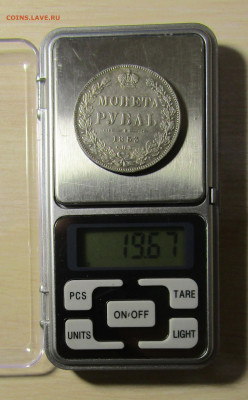 COINS.LAVE.RU
МОНЕТА
РУБЛЬ
19.67
PCS
TARE
ON/OFF
UNITS
LIGHT